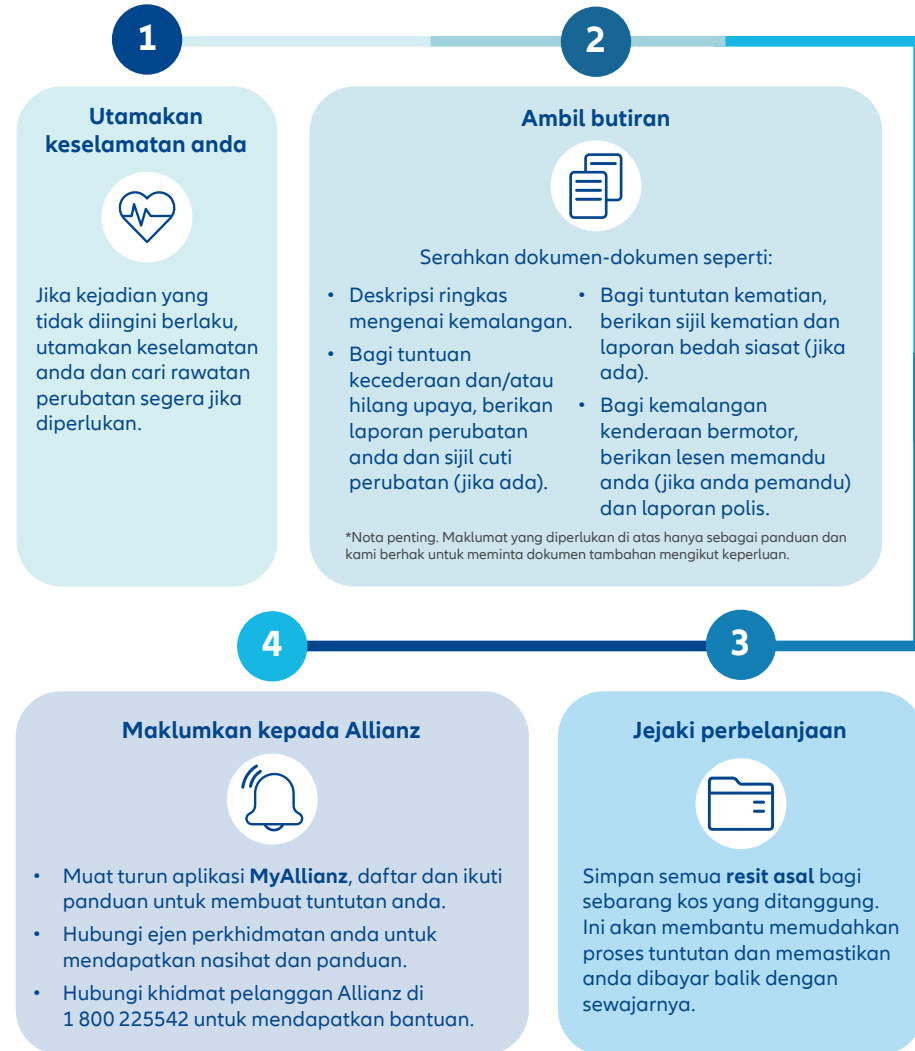 1
Utamakan
keselamatan anda
Jika kejadian yang
tidak diingini berlaku,
utamakan keselamatan
anda dan cari rawatan
perubatan segera jika
diperlukan.
2
Ambil butiran
Serahkan dokumen-dokumen seperti:
• Deskripsi ringkas
mengenai kemalangan.
• Bagi tuntuan
kecederaan dan/atau
hilang upaya, berikan
laporan perubatan
anda dan sijil cuti
perubatan (jika ada).
• Bagi tuntutan kematian,
berikan sijil kematian dan
laporan bedah siasat (jika
ada).
• Bagi kemalangan
kenderaan bermotor,
berikan lesen memandu
anda (jika anda pemandu)
dan laporan polis.
*Nota penting. Maklumat yang diperlukan di atas hanya sebagai panduan dan
kami berhak untuk meminta dokumen tambahan mengikut keperluan.
3
Jejaki perbelanjaan
Simpan semua resit asal bagi
sebarang kos yang ditanggung.
Ini akan membantu memudahkan
proses tuntutan dan memastikan
anda dibayar balik dengan
sewajarnya.
4
Maklumkan kepada Allianz
• Muat turun aplikasi MyAllianz, daftar dan ikuti
panduan untuk membuat tuntutan anda.
• Hubungi ejen perkhidmatan anda untuk
mendapatkan nasihat dan panduan.
• Hubungi khidmat pelanggan Allianz di
1 800 225542 untuk mendapatkan bantuan.